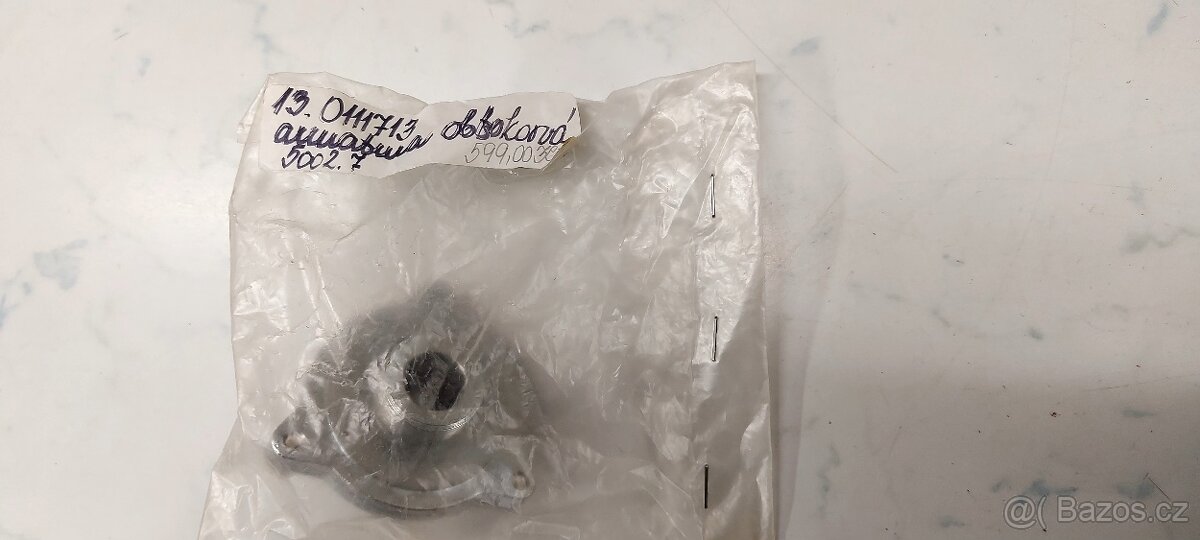 13. 0111713
armatura obtoková
5002.7 599,00
@( Bazos.cz